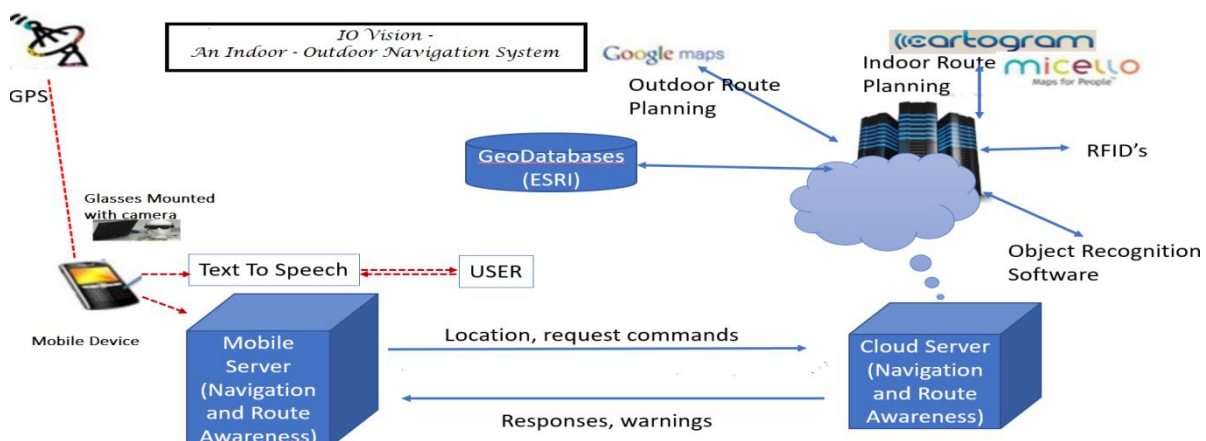 IO Vision -
An Indoor - Outdoor Navigation System
Google maps
Outdoor Route
Planning
cartogram
Indoor Route
Planning
micello
Maps for People™
GPS
GeoDatabases
(ESRI)
RFID's
Glasses Mounted
with camera
Object Recognition
Software
Text To Speech
USER
Mobile Device
Mobile
Server
(Navigation
and Route
Awareness)
Location, request commands
Responses, warnings
Cloud Server
(Navigation
and Route
Awareness)